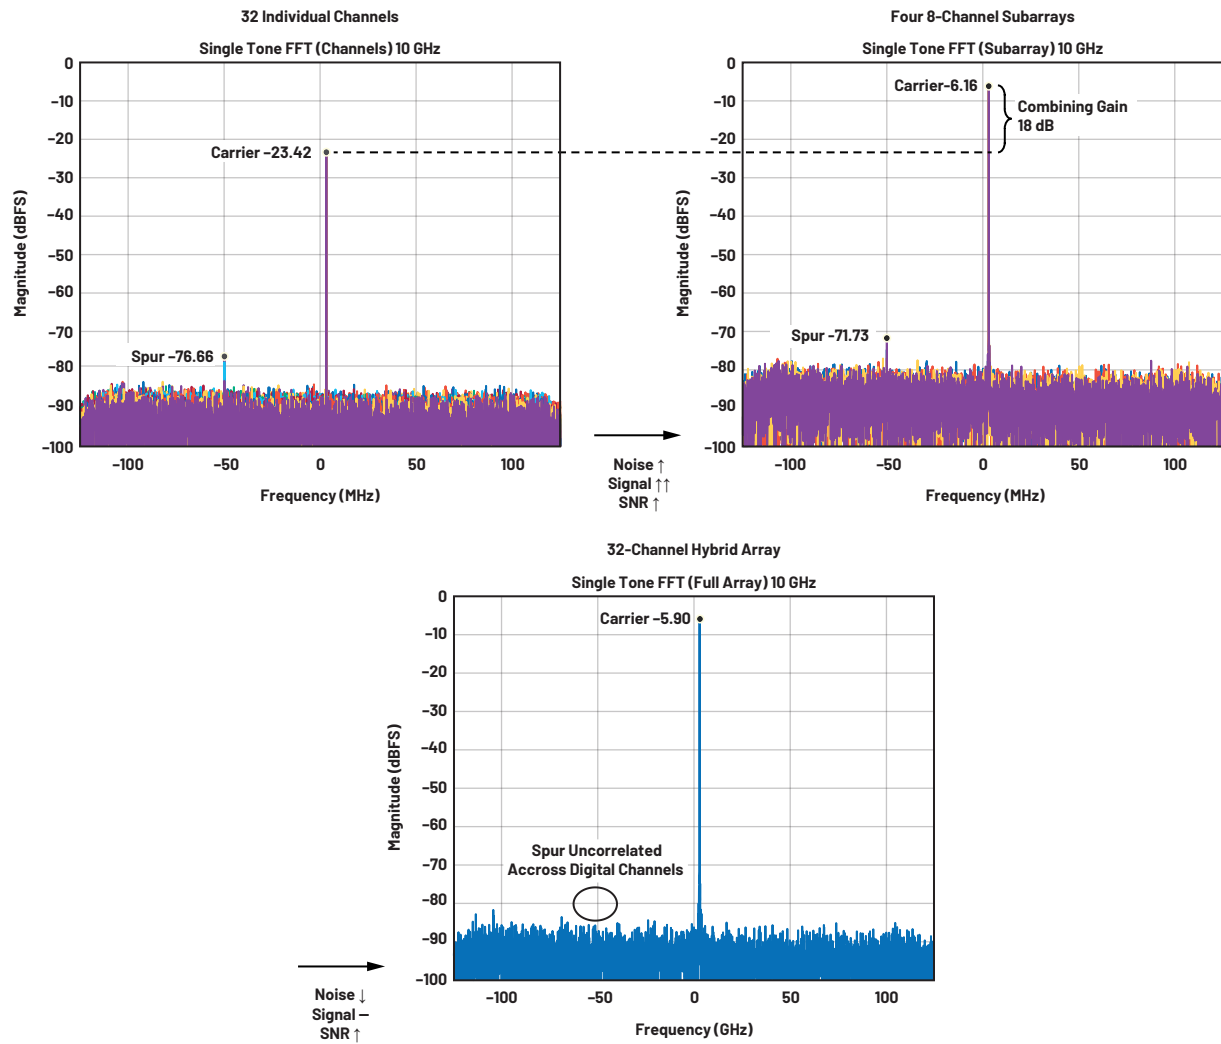 32 Individual Channels
Single Tone FFT (Channels) 10 GHz
0
-10
-20
-30
-40
-50
-60
-70
-80
-90
-100
Magnitude (dBFS)
Carrier -23.42
Spur -76.66
-100
-50
0
50
100
Frequency (MHz)
Noise ↑
Signal ↑↑
SNR ↑
Four 8-Channel Subarrays
Single Tone FFT (Subarray) 10 GHz
0
-10
-20
-30
-40
-50
-60
-70
-80
-90
-100
Magnitude (dBFS)
Carrier-6.16
Combining Gain
18 dB
Spur -71.73
-100
-50
0
50
100
Frequency (MHz)
32-Channel Hybrid Array
Single Tone FFT (Full Array) 10 GHz
0
-10
-20
-30
-40
-50
-60
-70
-80
-90
-100
Magnitude (dBFS)
Carrier -5.90
Spur Uncorrelated
Accross Digital Channels
-100
-50
0
50
100
Frequency (GHz)
Noise ↓
Signal —
SNR ↑